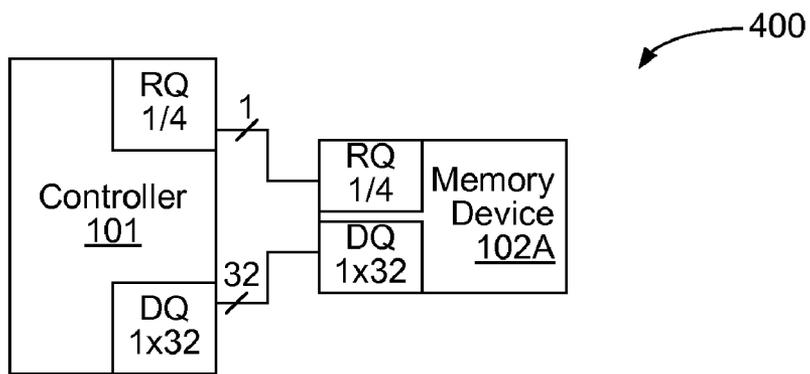 400
RQ
1/4
1
RQ
1/4
Memory
Device
102A
Controller
101
DQ
1x32
32
DQ
1x32